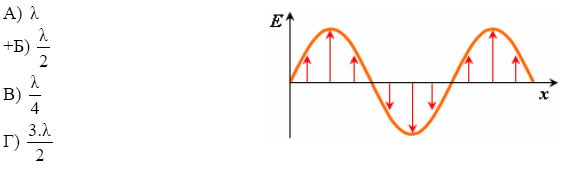 А) λ
+Б) λ/2
В) λ/4
Г) 3.λ/2
E
x